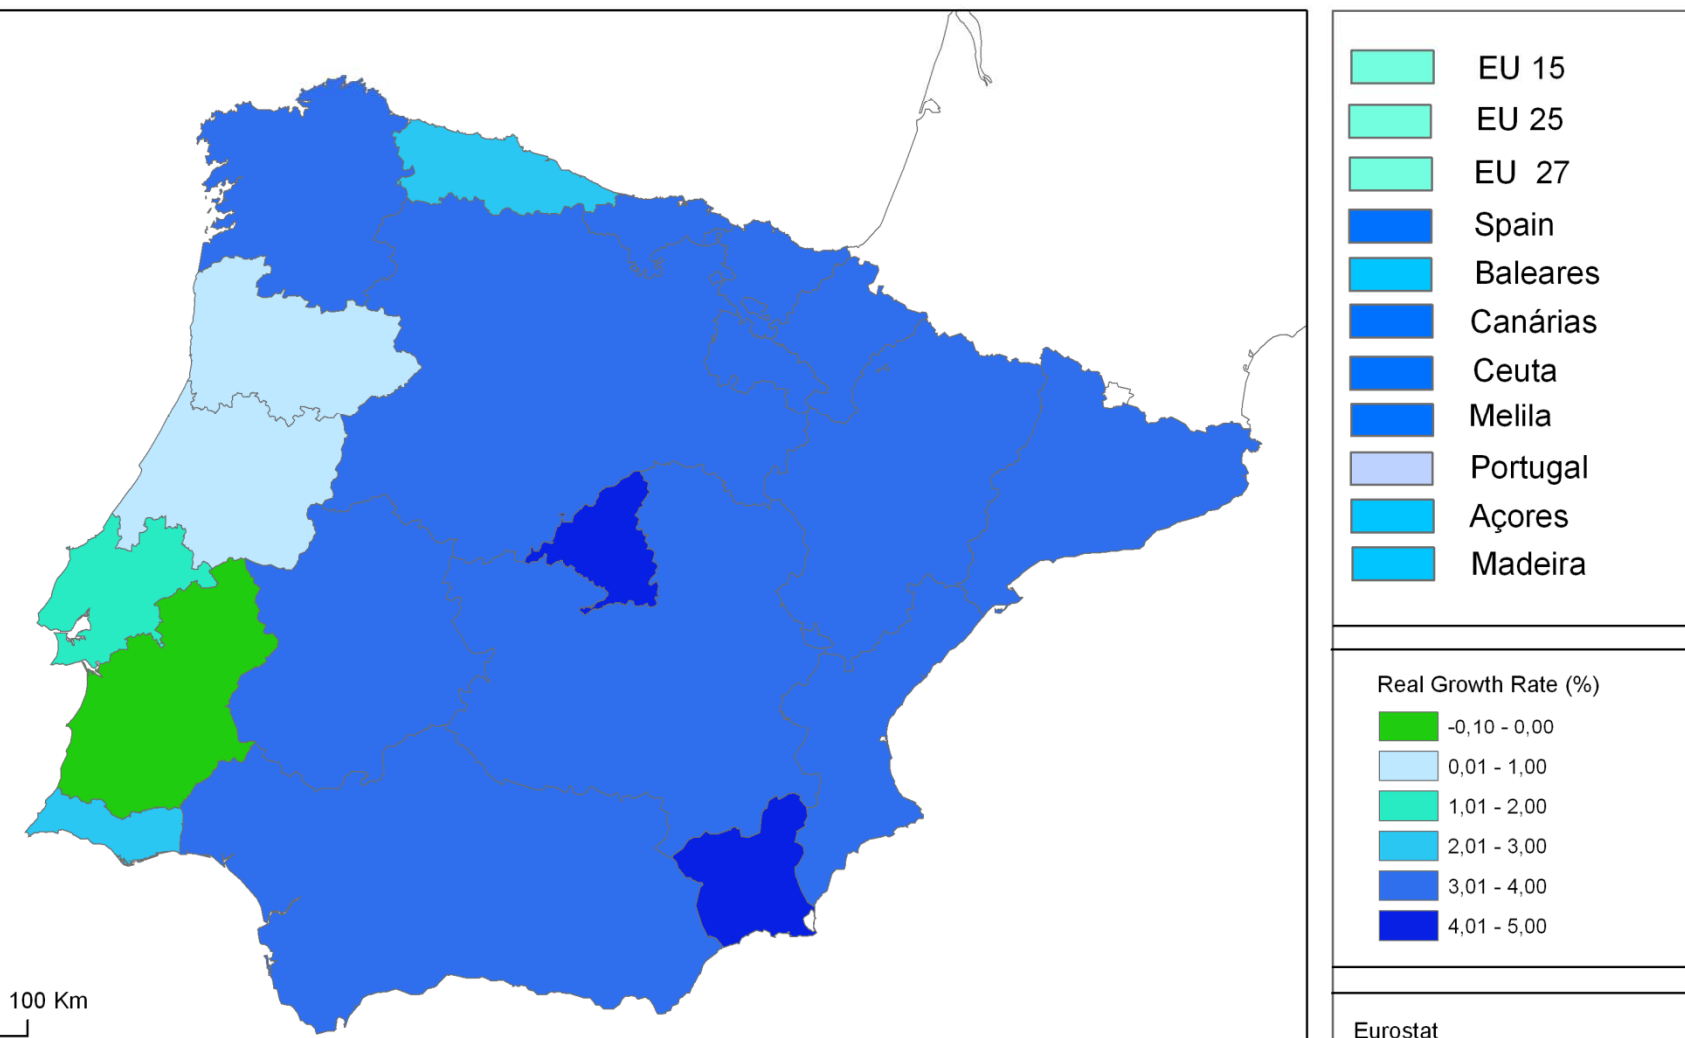 EU 15
EU 25
EU 27
Spain
Baleares
Canárias
Ceuta
Melila
Portugal
Açores
Madeira
Real Growth Rate (%)
-0,10 - 0,00
0,01 - 1,00
1,01 - 2,00
2,01 - 3,00
3,01 - 4,00
4,01 - 5,00
100 Km
Eurostat